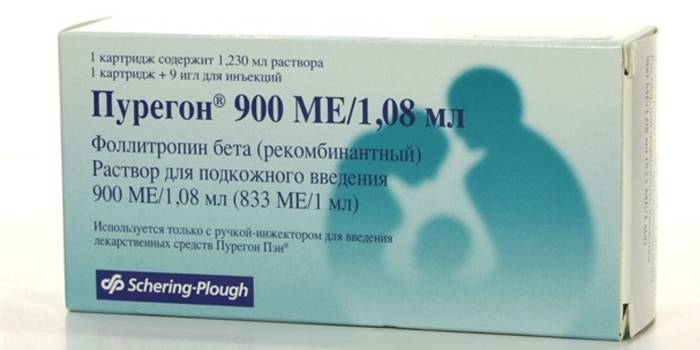 1 картридж содержит 1,230 мл раствора
1 картридж + 9 игл для инъекций
Пурегон® 900 МЕ/1,08 мл
Фоллитропин бета (рекомбинантный)
Раствор для подкожного введения
900 МЕ/1,08 мл (833 МЕ/1 мл)
Используется только с ручкой-инжектором для введения
лекарственных средств Пурегон Пэн®
Schering-Plough